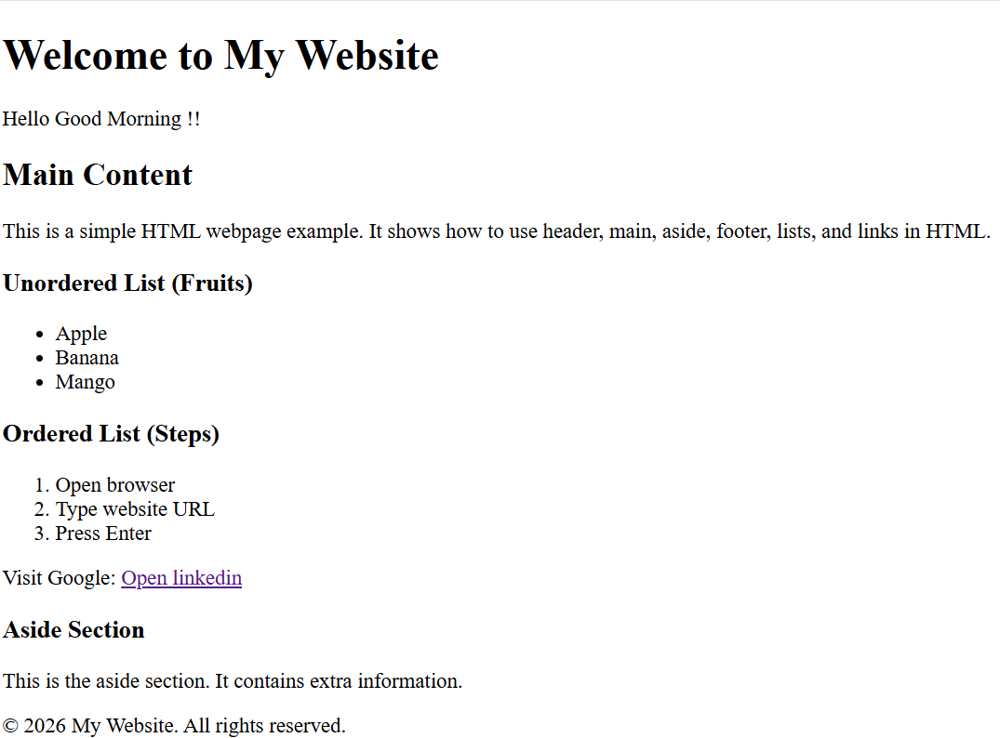 Welcome to My Website
Hello Good Morning !!
Main Content
This is a simple HTML webpage example. It shows how to use header, main, aside, footer, lists, and links in HTML.
Unordered List (Fruits)
• Apple
• Banana
• Mango
Ordered List (Steps)
1. Open browser
2. Type website URL
3. Press Enter
Visit Google: Open linkedin
Aside Section
This is the aside section. It contains extra information.
© 2026 My Website. All rights reserved.